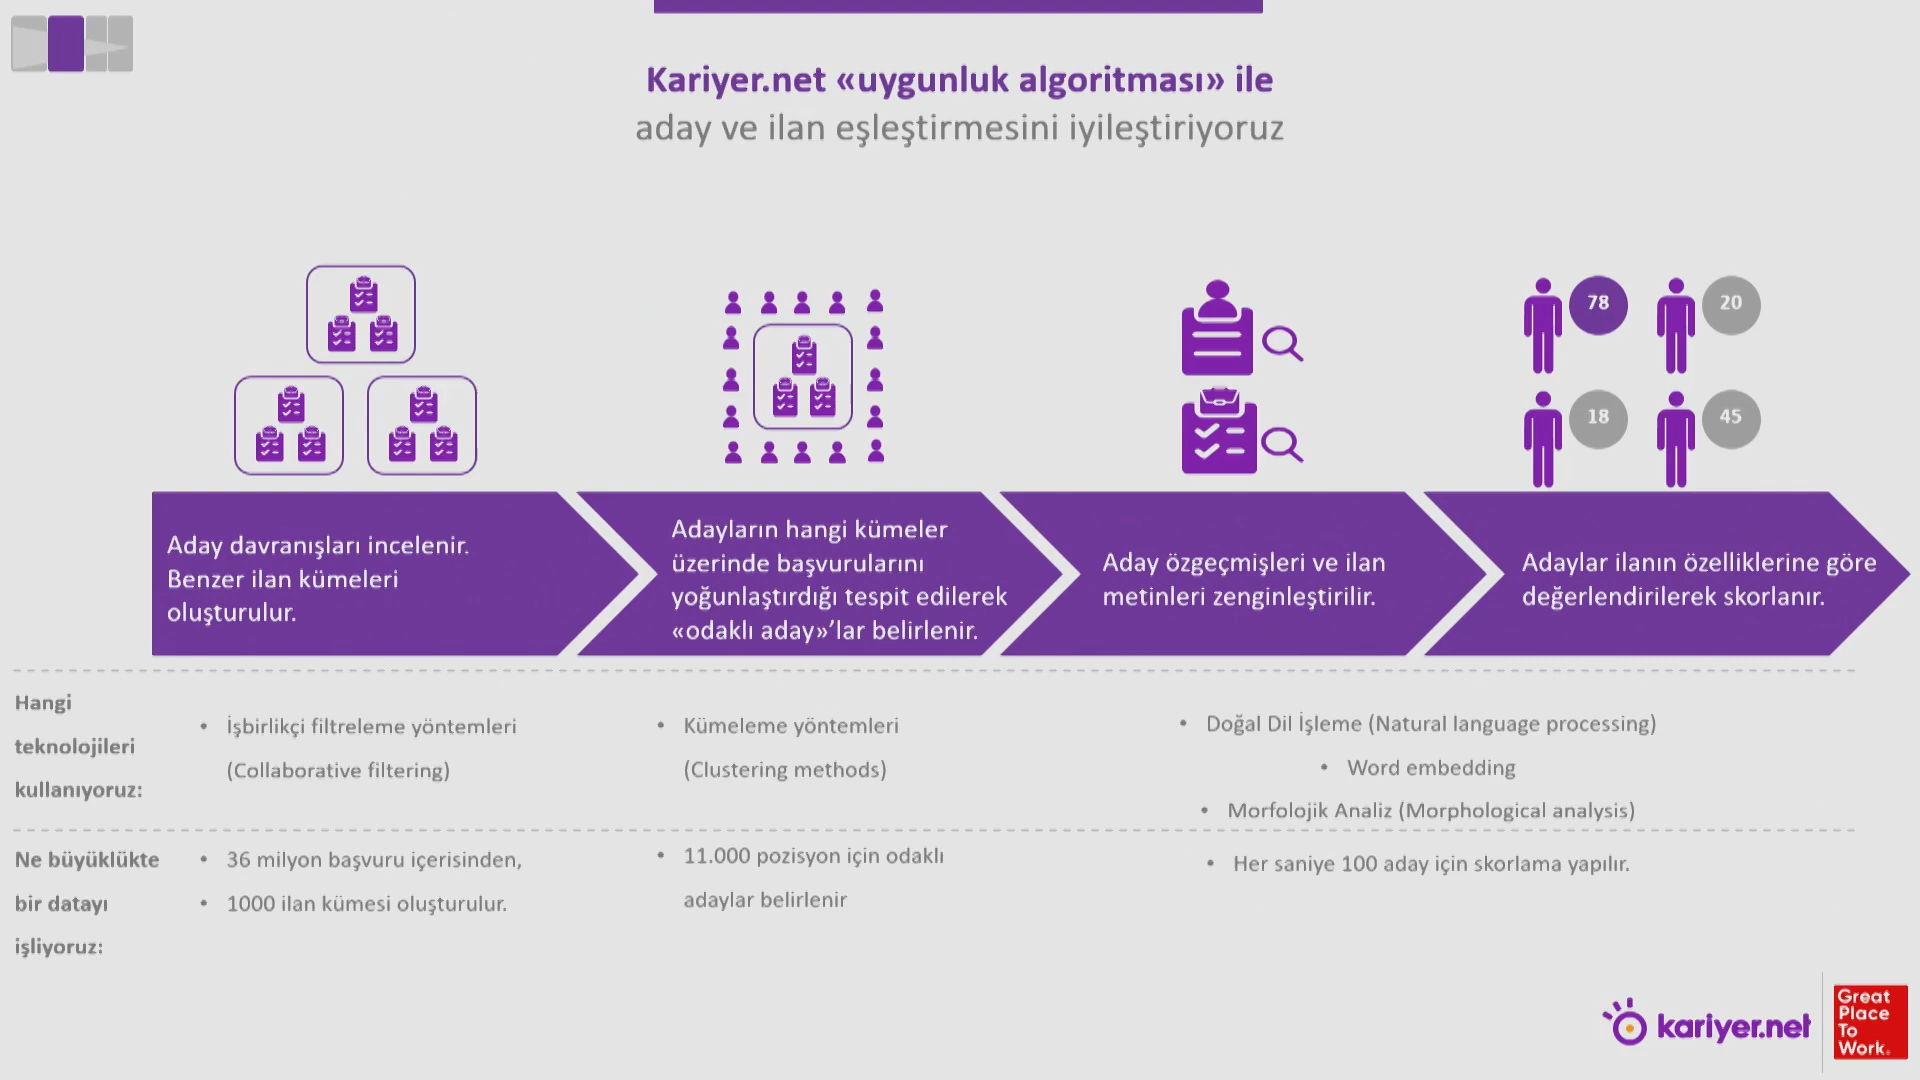 Kariyer.net «uygunluk algoritması» ile
aday ve ilan eşleştirmesini iyileştiriyoruz
78
20
18
45
Aday davranışları incelenir.
Benzer ilan kümeleri
oluşturulur.
Adayların hangi kümeler
üzerinde başvurularını
yoğunlaştırdığı tespit edilerek
«odaklı aday»’lar belirlenir.
Aday özgeçmişleri ve ilan
metinleri zenginleştirilir.
Adaylar ilanın özelliklerine göre
değerlendirilerek skorlanır.
Hangi
teknolojileri
kullanıyoruz:
• İşbirlikçi filtreleme yöntemleri
(Collaborative filtering)
• Kümeleme yöntemleri
(Clustering methods)
• Doğal Dil İşleme (Natural language processing)
• Word embedding
• Morfolojik Analiz (Morphological analysis)
Ne büyüklükte
bir datayı
işliyoruz:
• 36 milyon başvuru içerisinden,
• 1000 ilan kümesi oluşturulur.
• 11.000 pozisyon için odaklı
adaylar belirlenir
• Her saniye 100 aday için skorlama yapılır.
kariyer.net
Great
Place
To
Work.